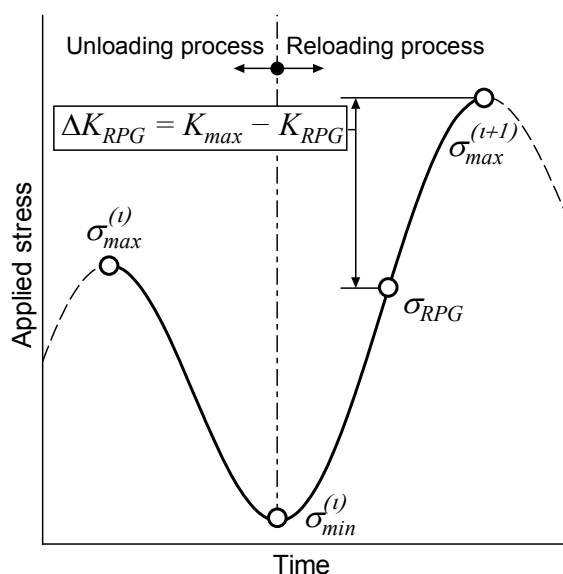 Unloading process Reloading process
ΔK_RPG = K_max − K_RPG
σ_max^(i+1)
σ_max^(i)
σ_RPG
σ_min^(i)
Applied stress
Time